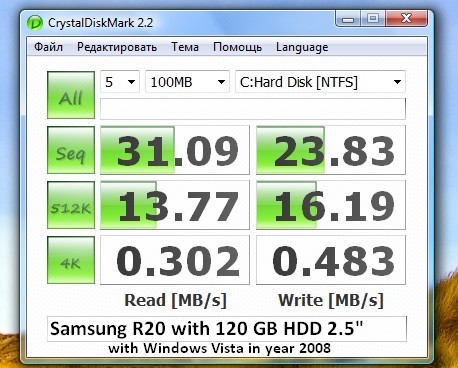 CrystalDiskMark 2.2
Файл Редактировать Тема Помощь Language
All 5 100MB C:Hard Disk [NTFS]
Seq 31.09 23.83
512K 13.77 16.19
4K 0.302 0.483
Read [MB/s] Write [MB/s]
Samsung R20 with 120 GB HDD 2.5"
with Windows Vista in year 2008